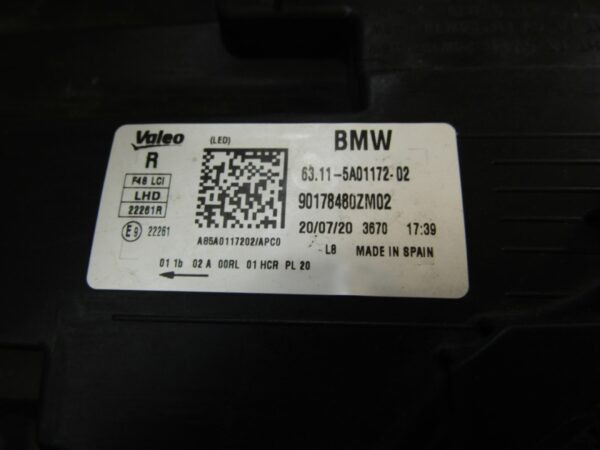 Valeo (LED) BMW
R
F48 LCI
LHD
22261R
E9 22261
A85A0117202/APC0
63.11-5A01172-02
90178480ZM02
20/07/20 3670 17:39
L8 MADE IN SPAIN
01 1b 02 A 00RL 01 HCR PL 20